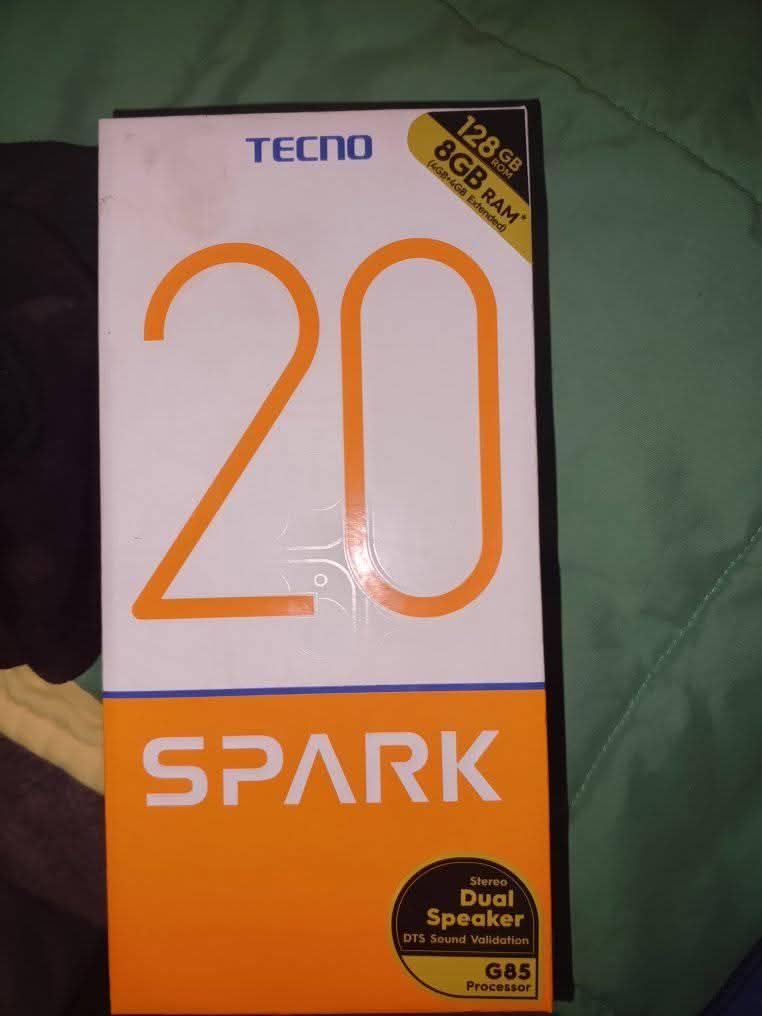 TECNO
128GB
ROM
8GB RAM*
(4GB+4GB Extended)
20
SPARK
Stereo
Dual
Speaker
DTS Sound Validation
G85
Processor